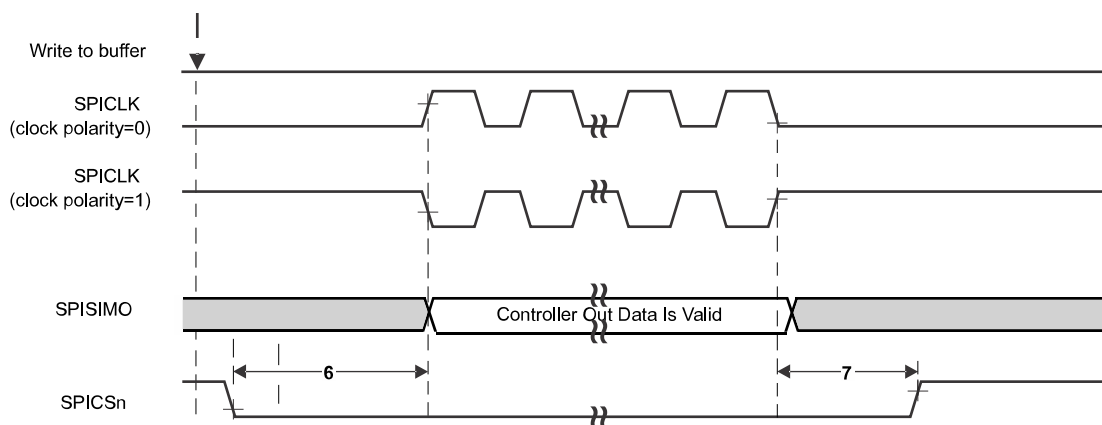 Write to buffer
SPICLK
(clock polarity=0)
SPICLK
(clock polarity=1)
SPISIMO
Controller Out Data Is Valid
6
7
SPICSn